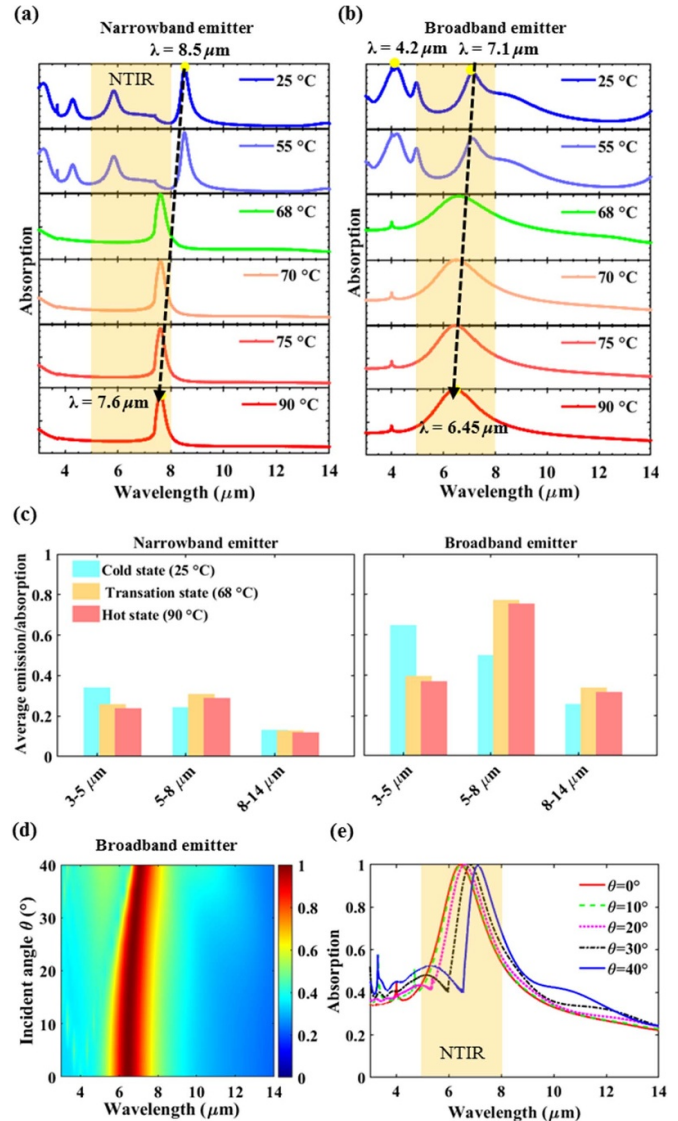 (a)
Narrowband emitter
λ = 8.5 μm
NTIR
25 °C
55 °C
68 °C
70 °C
75 °C
90 °C
λ = 7.6 μm
Absorption
4 6 8 10 12 14
Wavelength (μm)
(b)
Broadband emitter
λ = 4.2 μm λ = 7.1 μm
25 °C
55 °C
68 °C
70 °C
75 °C
90 °C
λ = 6.45 μm
Absorption
4 6 8 10 12 14
Wavelength (μm)
(c)
Narrowband emitter
Broadband emitter
Cold state (25 °C)
Transation state (68 °C)
Hot state (90 °C)
Average emission/absorption
1
0.8
0.6
0.4
0.2
0
3-5 μm
5-8 μm
8-14 μm
3-5 μm
5-8 μm
8-14 μm
(d)
Broadband emitter
Incident angle θ (°)
40
30
20
10
0
4 6 8 10 12 14
Wavelength (μm)
1
0.8
0.6
0.4
0.2
0
(e)
Absorption
1
0.8
0.6
0.4
0.2
0
θ=0°
θ=10°
θ=20°
θ=30°
θ=40°
NTIR
4 6 8 10 12 14
Wavelength (μm)